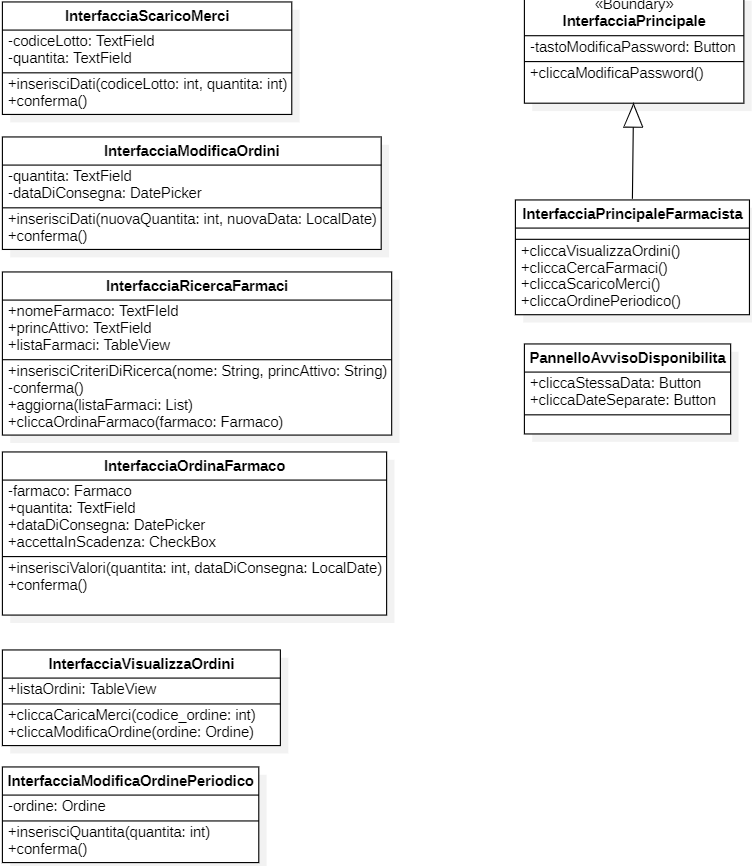 InterfacciaScaricoMerci
-codiceLotto: TextField
-quantita: TextField
+inserisciDati(codiceLotto: int, quantita: int)
+conferma()
InterfacciaModificaOrdini
-quantita: TextField
-dataDiConsegna: DatePicker
+inserisciDati(nuovaQuantita: int, nuovaData: LocalDate)
+conferma()
InterfacciaRicercaFarmaci
+nomeFarmaco: TextFIeld
+princAttivo: TextField
+listaFarmaci: TableView
+inserisciCriteriDiRicerca(nome: String, princAttivo: String)
-conferma()
+aggiorna(listaFarmaci: List)
+cliccaOrdinaFarmaco(farmaco: Farmaco)
InterfacciaOrdinaFarmaco
-farmaco: Farmaco
+quantita: TextField
+dataDiConsegna: DatePicker
+accettaInScadenza: CheckBox
+inserisciValori(quantita: int, dataDiConsegna: LocalDate)
+conferma()
InterfacciaVisualizzaOrdini
+listaOrdini: TableView
+cliccaCaricaMerci(codice_ordine: int)
+cliccaModificaOrdine(ordine: Ordine)
InterfacciaModificaOrdinePeriodico
-ordine: Ordine
+inserisciQuantita(quantita: int)
+conferma()
«Boundary»
InterfacciaPrincipale
-tastoModificaPassword: Button
+cliccaModificaPassword()
InterfacciaPrincipaleFarmacista
+cliccaVisualizzaOrdini()
+cliccaCercaFarmaci()
+cliccaScaricoMerci()
+cliccaOrdinePeriodico()
PannelloAvvisoDisponibilita
+cliccaStessaData: Button
+cliccaDateSeparate: Button